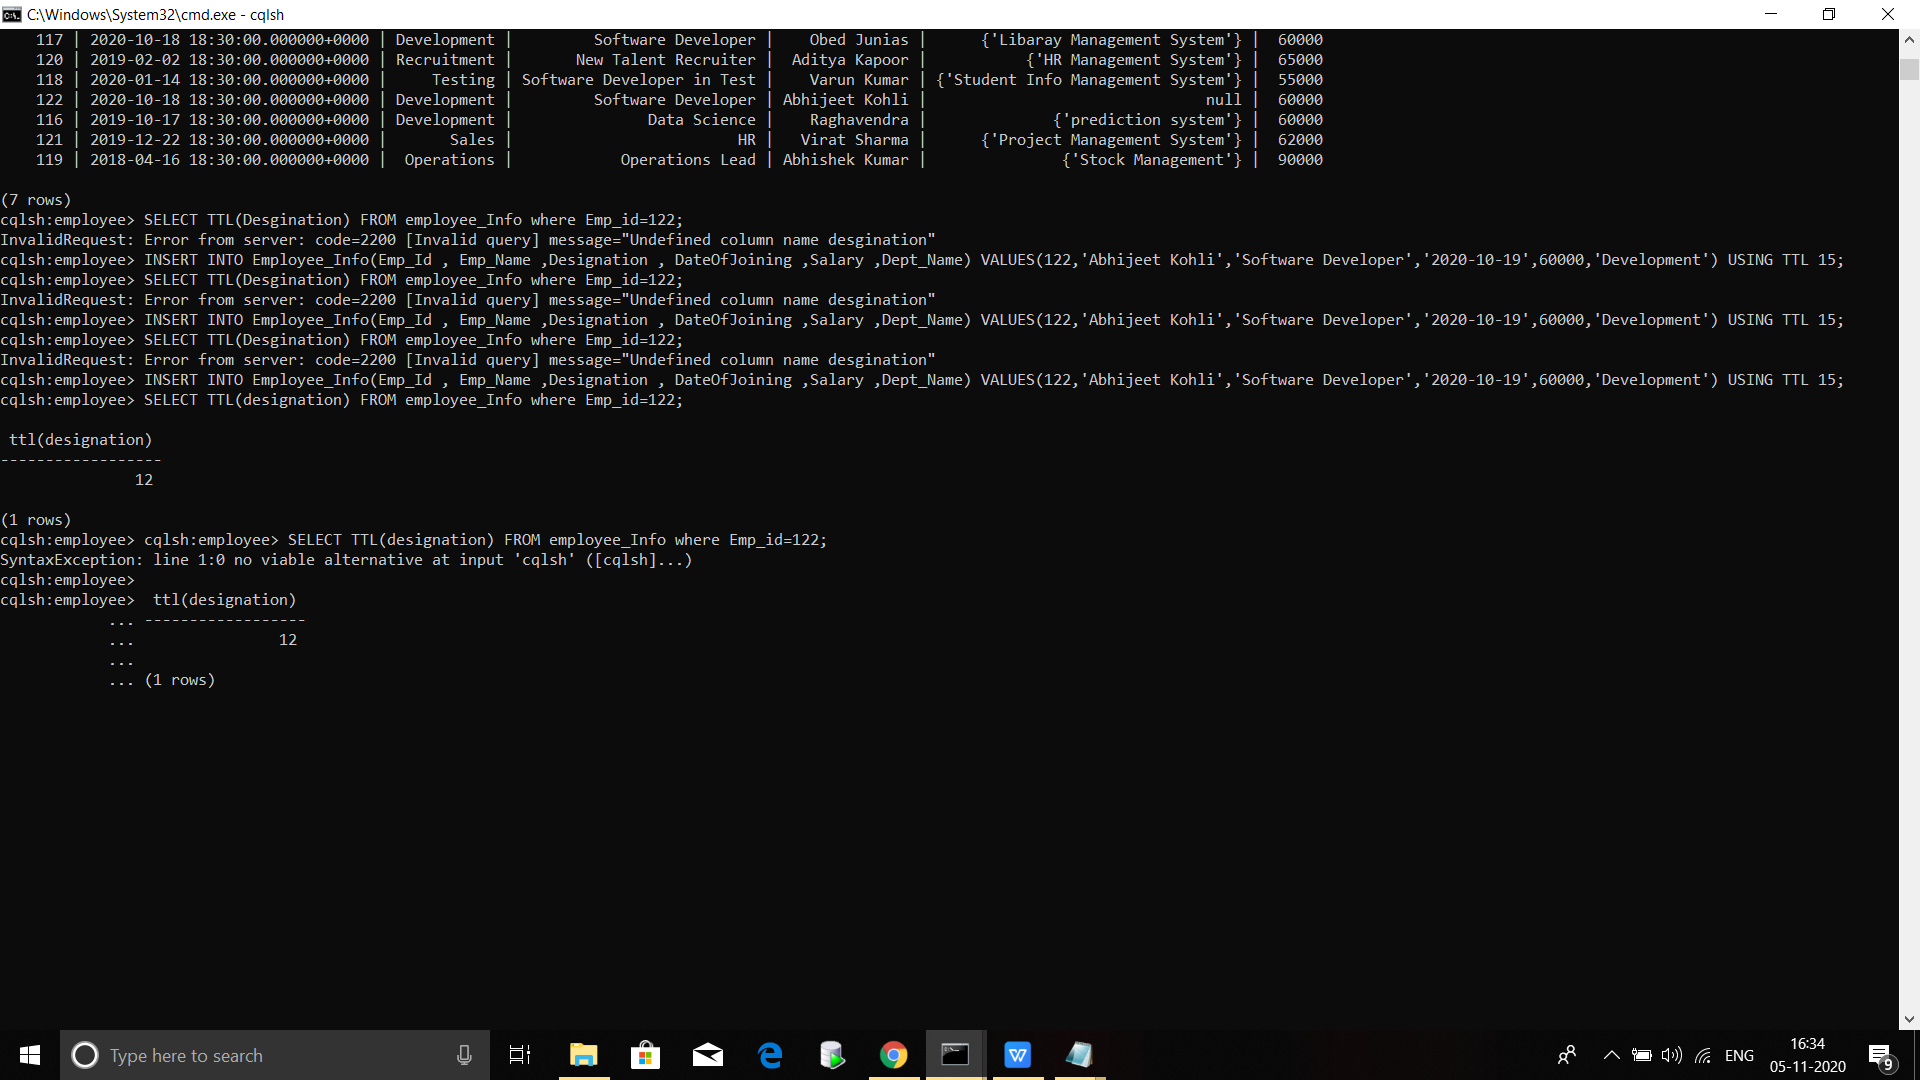 C:\Windows\System32\cmd.exe - cqlsh
117 | 2020-10-18 18:30:00.000000+0000 | Development | Software Developer | Obed Junias | {'Libaray Management System'} | 60000
120 | 2019-02-02 18:30:00.000000+0000 | Recruitment | New Talent Recruiter | Aditya Kapoor | {'HR Management System'} | 65000
118 | 2020-01-14 18:30:00.000000+0000 | Testing | Software Developer in Test | Varun Kumar | {'Student Info Management System'} | 55000
122 | 2020-10-18 18:30:00.000000+0000 | Development | Software Developer | Abhijeet Kohli | null | 60000
116 | 2019-10-17 18:30:00.000000+0000 | Development | Data Science | Raghavendra | {'prediction system'} | 60000
121 | 2019-12-22 18:30:00.000000+0000 | Sales | HR | Virat Sharma | {'Project Management System'} | 62000
119 | 2018-04-16 18:30:00.000000+0000 | Operations | Operations Lead | Abhishek Kumar | {'Stock Management'} | 90000
(7 rows)
cqlsh:employee> SELECT TTL(Desgination) FROM employee_Info where Emp_id=122;
InvalidRequest: Error from server: code=2200 [Invalid query] message="Undefined column name desgination"
cqlsh:employee> INSERT INTO Employee_Info(Emp_Id , Emp_Name ,Designation , DateOfJoining ,Salary ,Dept_Name) VALUES(122,'Abhijeet Kohli','Software Developer','2020-10-19',60000,'Development') USING TTL 15;
cqlsh:employee> SELECT TTL(Desgination) FROM employee_Info where Emp_id=122;
InvalidRequest: Error from server: code=2200 [Invalid query] message="Undefined column name desgination"
cqlsh:employee> INSERT INTO Employee_Info(Emp_Id , Emp_Name ,Designation , DateOfJoining ,Salary ,Dept_Name) VALUES(122,'Abhijeet Kohli','Software Developer','2020-10-19',60000,'Development') USING TTL 15;
cqlsh:employee> SELECT TTL(Desgination) FROM employee_Info where Emp_id=122;
InvalidRequest: Error from server: code=2200 [Invalid query] message="Undefined column name desgination"
cqlsh:employee> INSERT INTO Employee_Info(Emp_Id , Emp_Name ,Designation , DateOfJoining ,Salary ,Dept_Name) VALUES(122,'Abhijeet Kohli','Software Developer','2020-10-19',60000,'Development') USING TTL 15;
cqlsh:employee> SELECT TTL(designation) FROM employee_Info where Emp_id=122;
ttl(designation)
------------------
12
(1 rows)
cqlsh:employee> cqlsh:employee> SELECT TTL(designation) FROM employee_Info where Emp_id=122;
SyntaxException: line 1:0 no viable alternative at input 'cqlsh' ([cqlsh]...)
cqlsh:employee>
cqlsh:employee>  ttl(designation)
... ------------------
... 12
...
... (1 rows)
Type here to search
ENG
16:34
05-11-2020
9